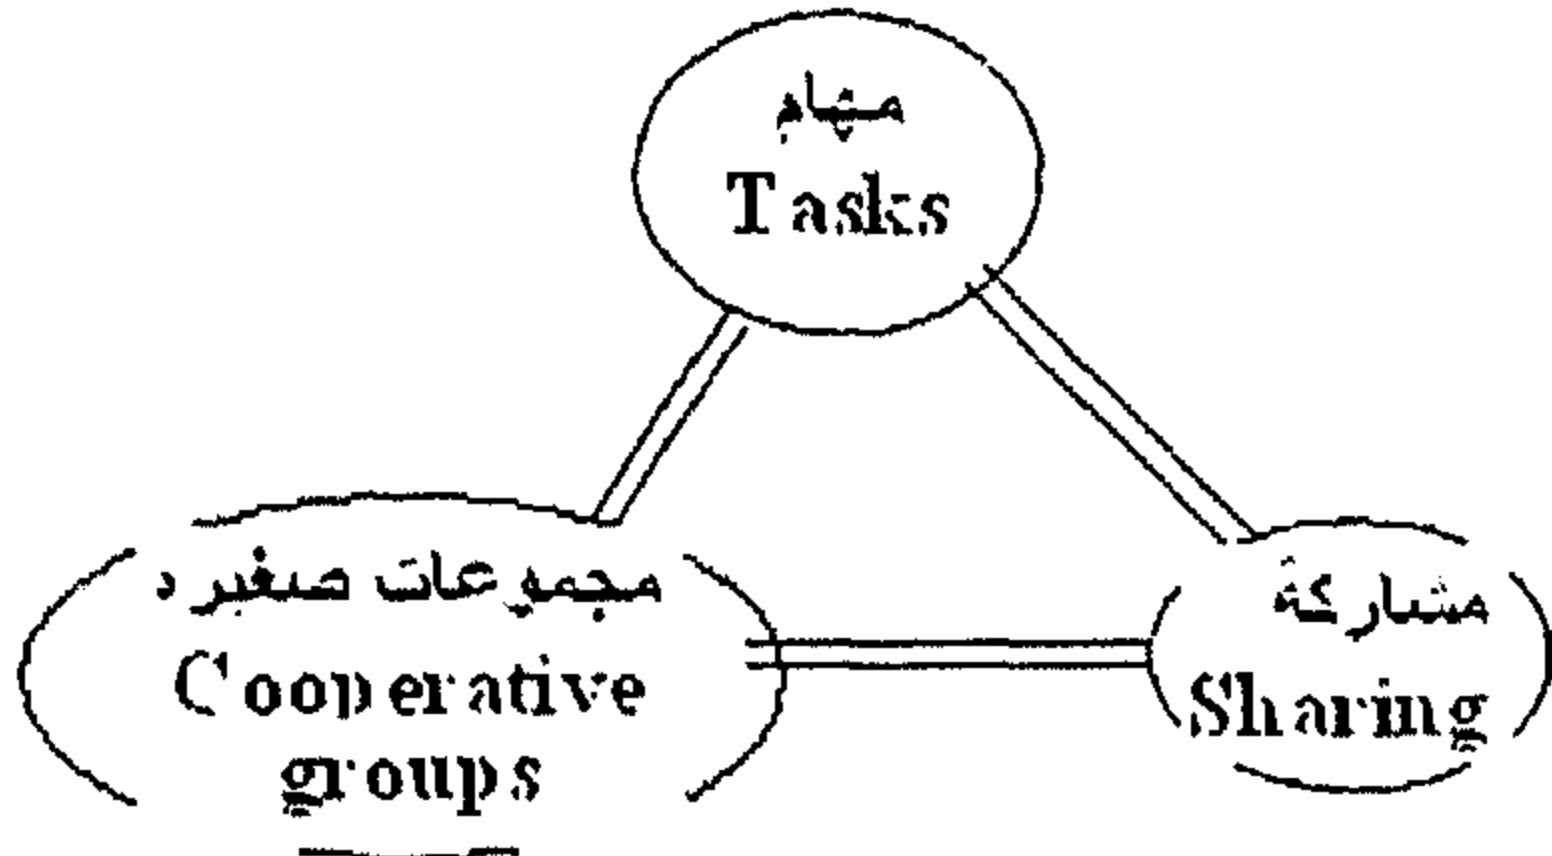 مهام
Tasks
مجموعات صغيرة
Cooperative
groups
مشاركة
Sharing